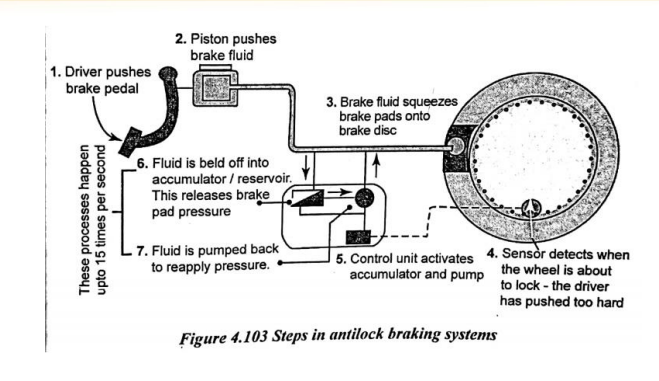 2. Piston pushes
brake fluid
1. Driver pushes
brake pedal
3. Brake fluid squeezes
brake pads onto
brake disc
These processes happen
upto 15 times per second
6. Fluid is beld off into
accumulator / reservoir.
This releases brake
pad pressure
7. Fluid is pumped back
to reapply pressure.
5. Control unit activates
accumulator and pump
4. Sensor detects when
the wheel is about
to lock - the driver
has pushed too hard
Figure 4.103 Steps in antilock braking systems